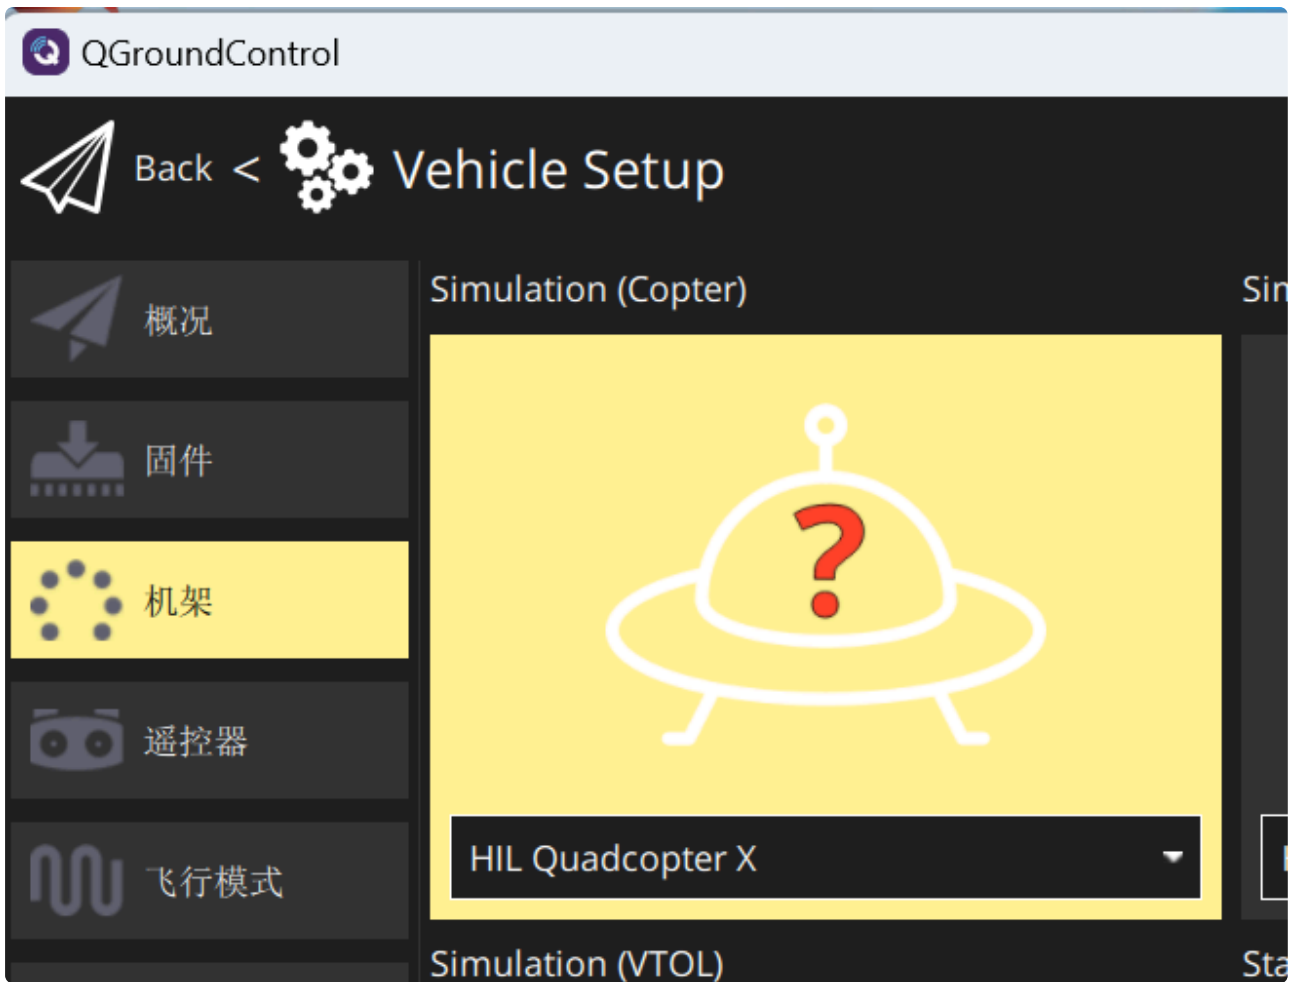 QGroundControl
Back < Vehicle Setup
概况
固件
机架
遥控器
飞行模式
Simulation (Copter)
?
HIL Quadcopter X
Simulation (VTOL)